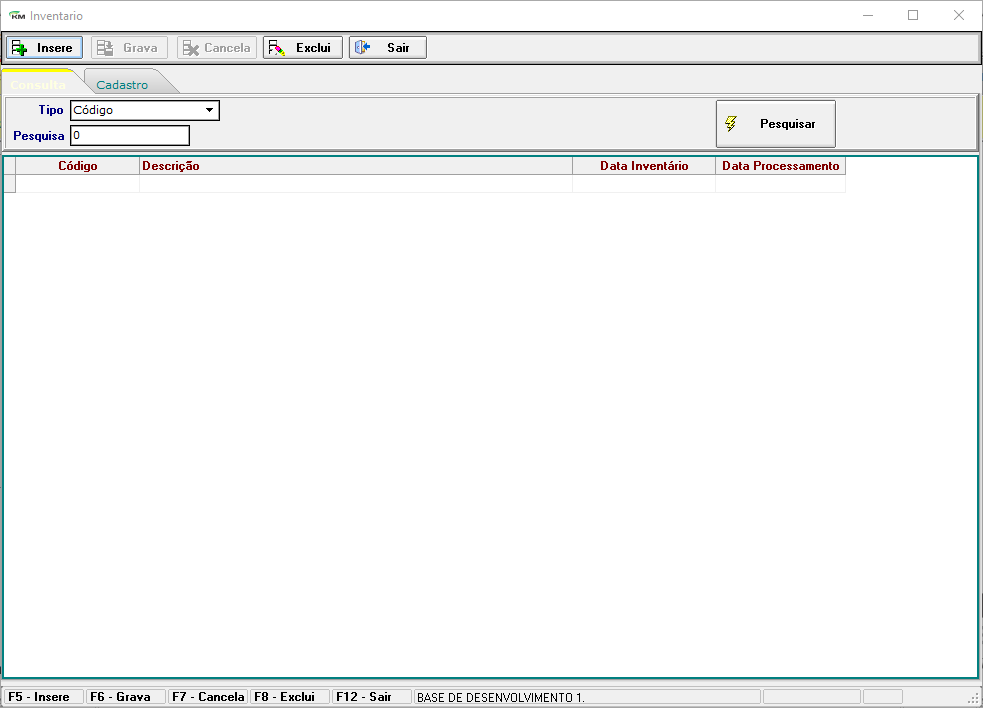 KM Inventario
Insere Grava Cancela Exclui Sair
Consulta Cadastro
Tipo Código
Pesquisa 0
Pesquisar
Código Descrição Data Inventário Data Processamento
F5 - Insere F6 - Grava F7 - Cancela F8 - Exclui F12 - Sair BASE DE DESENVOLVIMENTO 1.